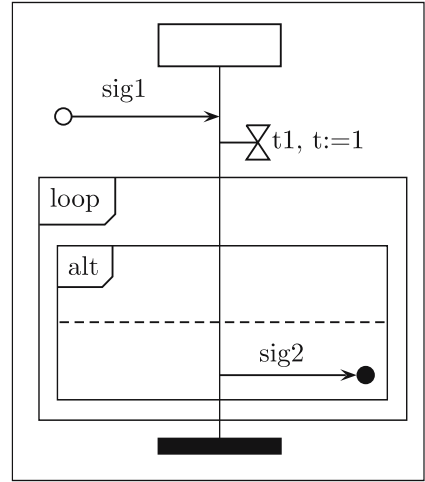 sig1
t1, t:=1
loop
alt
sig2